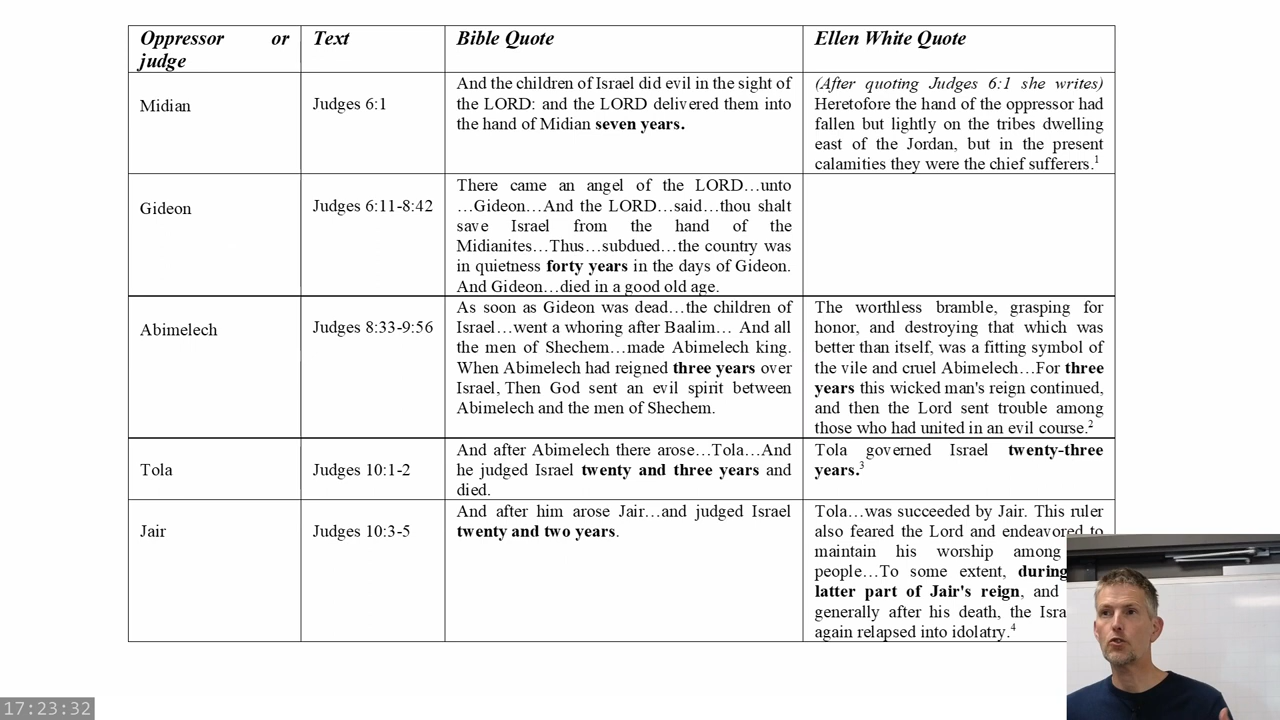 Oppressor or
judge
Text
Bible Quote
Ellen White Quote
Midian
Judges 6:1
And the children of Israel did evil in the sight of
the LORD: and the LORD delivered them into
the hand of Midian seven years.
(After quoting Judges 6:1 she writes)
Heretofore the hand of the oppressor had
fallen but lightly on the tribes dwelling
east of the Jordan, but in the present
calamities they were the chief sufferers.1
Gideon
Judges 6:11-8:42
There came an angel of the LORD…unto
…Gideon…And the LORD…said…thou shalt
save Israel from the hand of the
Midianites…Thus…subdued…the country was
in quietness forty years in the days of Gideon.
And Gideon…died in a good old age.
Abimelech
Judges 8:33-9:56
As soon as Gideon was dead…the children of
Israel…went a whoring after Baalim… And all
the men of Shechem…made Abimelech king.
When Abimelech had reigned three years over
Israel, Then God sent an evil spirit between
Abimelech and the men of Shechem.
The worthless bramble, grasping for
honor, and destroying that which was
better than itself, was a fitting symbol of
the vile and cruel Abimelech…For three
years this wicked man's reign continued,
and then the Lord sent trouble among
those who had united in an evil course.2
Tola
Judges 10:1-2
And after Abimelech there arose…Tola…And
he judged Israel twenty and three years and
died.
Tola governed Israel twenty-three
years.3
Jair
Judges 10:3-5
And after him arose Jair…and judged Israel
twenty and two years.
Tola…was succeeded by Jair. This ruler
also feared the Lord and endeavored to
maintain his worship among
people…To some extent, during
latter part of Jair's reign, and
generally after his death, the Isra
again relapsed into idolatry.4
17:23:32